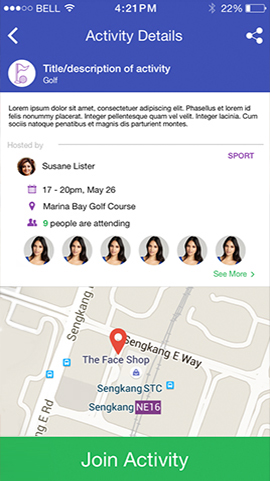 BELL 4:21PM 22%
Activity Details
Title/description of activity
Golf
Lorem ipsum dolor sit amet, consectetuer adipiscing elit. Phasellus et lorem id
felis nonummy placerat. Integer pellentesque quam vel velit. Integer lacinia. Cum
sociis natoque penatibus et magnis dis parturient montes.
Hosted by
SPORT
Susane Lister
17 - 20pm, May 26
Marina Bay Golf Course
9 people are attending
See More >
Sengkang
Sengkang E Way
The Face Shop
Sengkang STC
Sengkang NE16
Sengkang E Rd
Join Activity